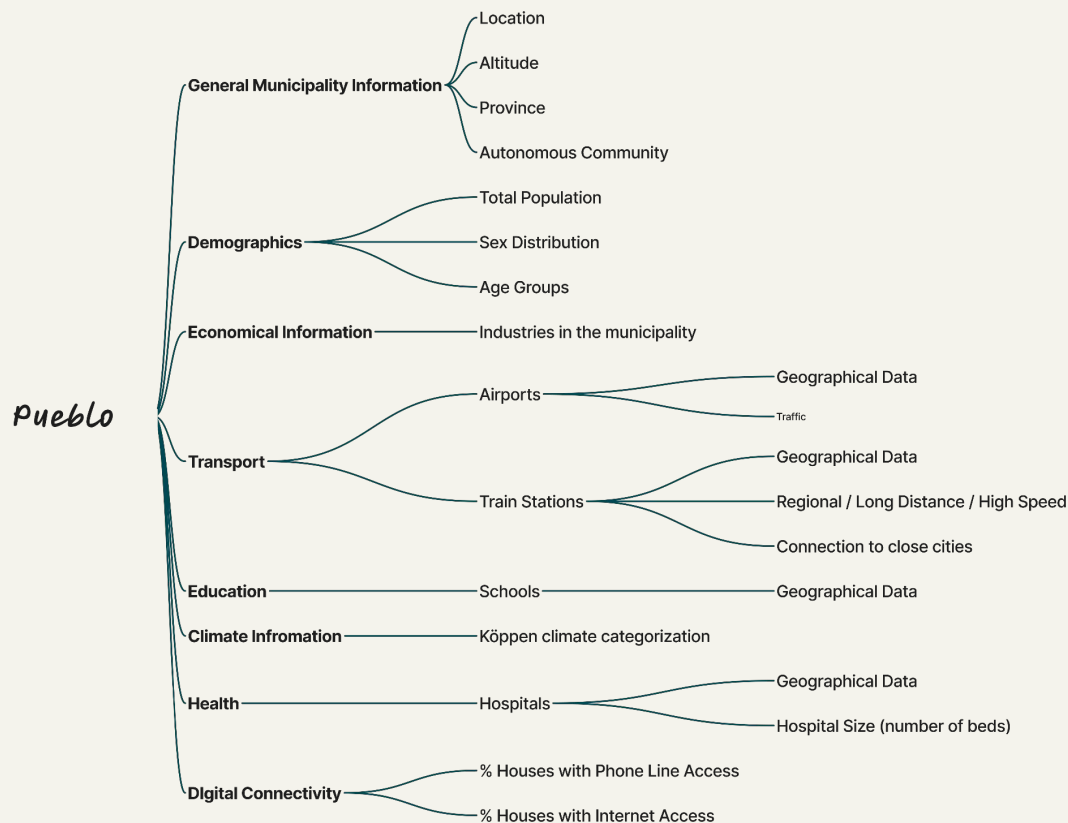 Pueblo
General Municipality Information
Location
Altitude
Province
Autonomous Community
Demographics
Total Population
Sex Distribution
Age Groups
Economical Information
Industries in the municipality
Transport
Airports
Geographical Data
Traffic
Train Stations
Geographical Data
Regional / Long Distance / High Speed
Connection to close cities
Education
Schools
Geographical Data
Climate Infromation
Köppen climate categorization
Health
Hospitals
Geographical Data
Hospital Size (number of beds)
DIgital Connectivity
% Houses with Phone Line Access
% Houses with Internet Access